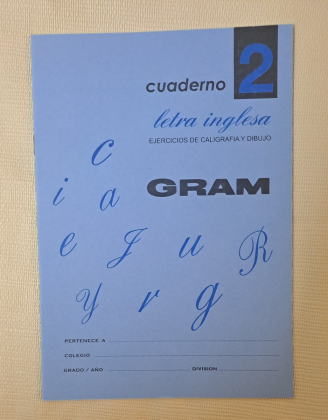 cuaderno 2
letra inglesa
EJERCICIOS DE CALIGRAFIA Y DIBUJO
GRAM
c
i a
e J u R
y r g
PERTENECE A
COLEGIO
GRADO / AÑO DIVISION